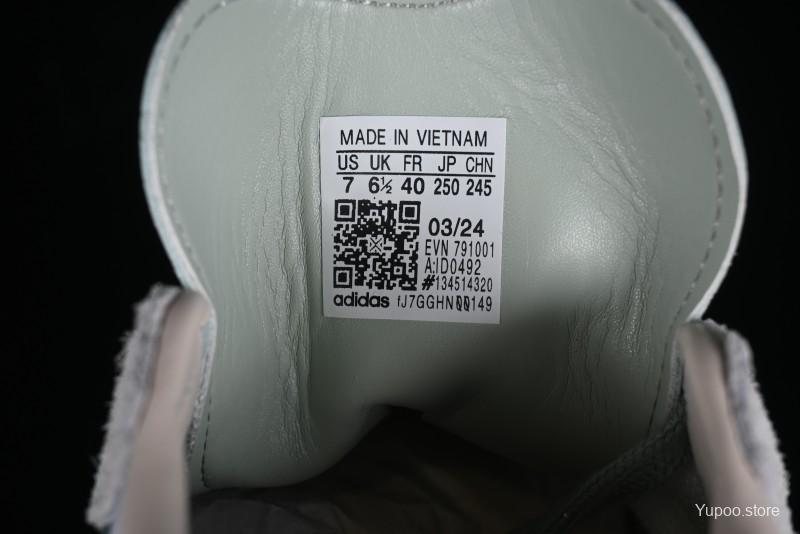 MADE IN VIETNAM
US UK FR JP CHN
7 6½ 40 250 245
03/24
EVN 791001
A:ID0492
#134514320
adidas fJ7GGHN00149
Yupoo.store